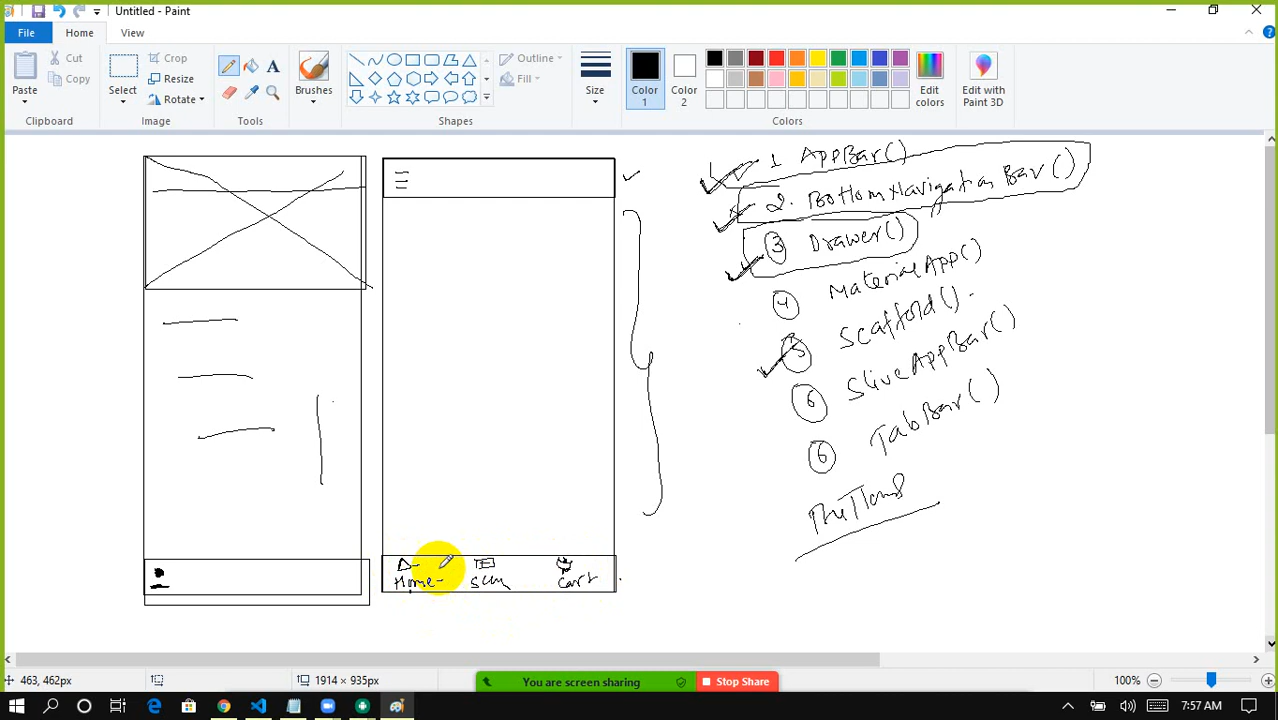 Untitled - Paint
File
Home
View
Paste
Cut
Copy
Clipboard
Select
Crop
Resize
Rotate
Image
Tools
Brushes
Outline
Fill
Shapes
Size
Color 1
Color 2
Edit colors
Edit with Paint 3D
Colors
1 AppBar()
2. BottomNavigation Bar()
3 Drawer()
4 MaterialApp()
5 Scaffold().
6 SliveAppBar()
6 TabBar()
Home
Cart
463, 462px
1914 × 935px
100%
You are screen sharing
Stop Share
7:57 AM